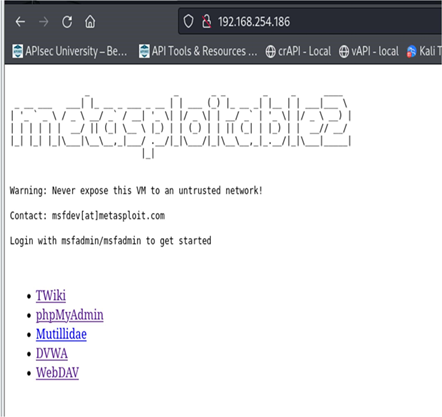 192.168.254.186
APIsec University – Be... API Tools & Resources ... crAPI - Local vAPI - local Kali T
metasploitable2
Warning: Never expose this VM to an untrusted network!
Contact: msfdev[at]metasploit.com
Login with msfadmin/msfadmin to get started
TWiki
phpMyAdmin
Mutillidae
DVWA
WebDAV